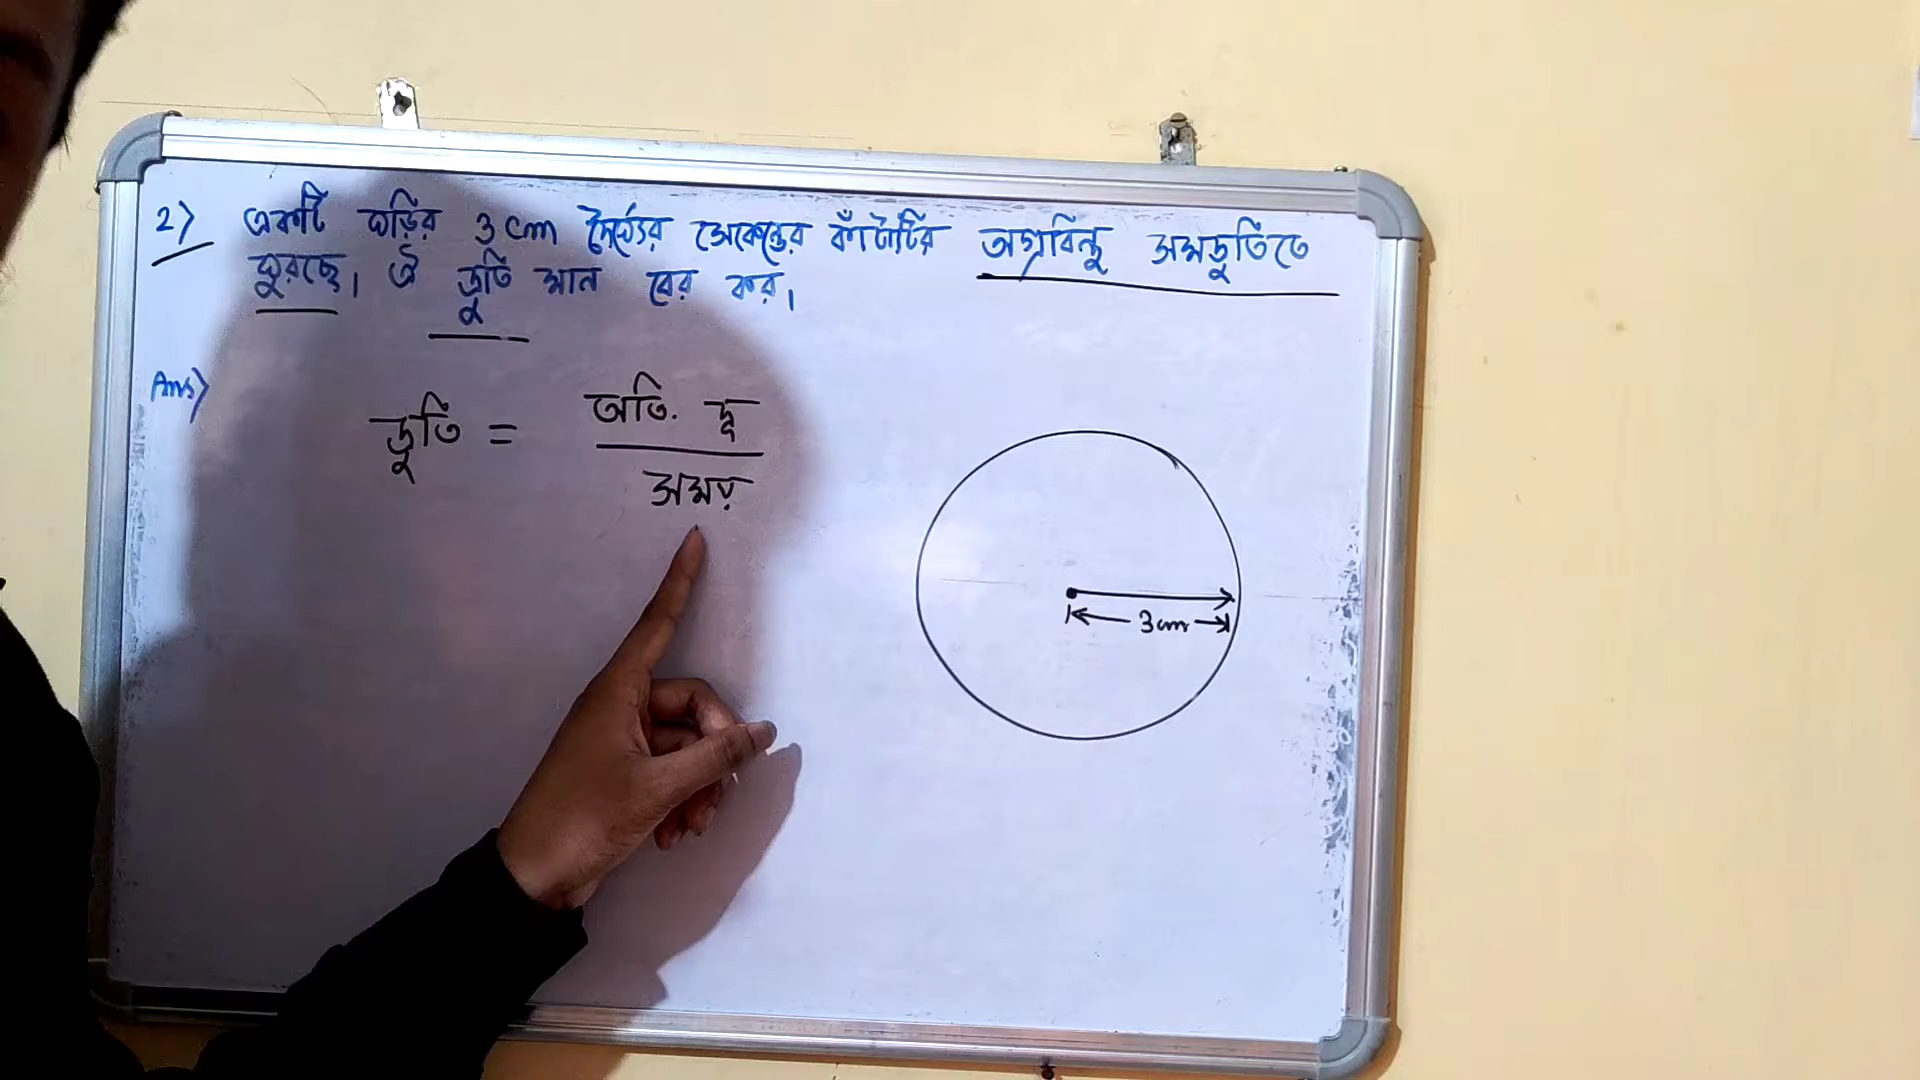 2) একটি ঘড়ির 3 cm দৈর্ঘ্যের সেকেন্ডের কাঁটাটির অগ্রবিন্দু সমদ্রুতিতে
ঘুরছে। ঐ দ্রুতি মান বের কর।
Ans)
দ্রুতি = অতি. দূ
সময়
3cm